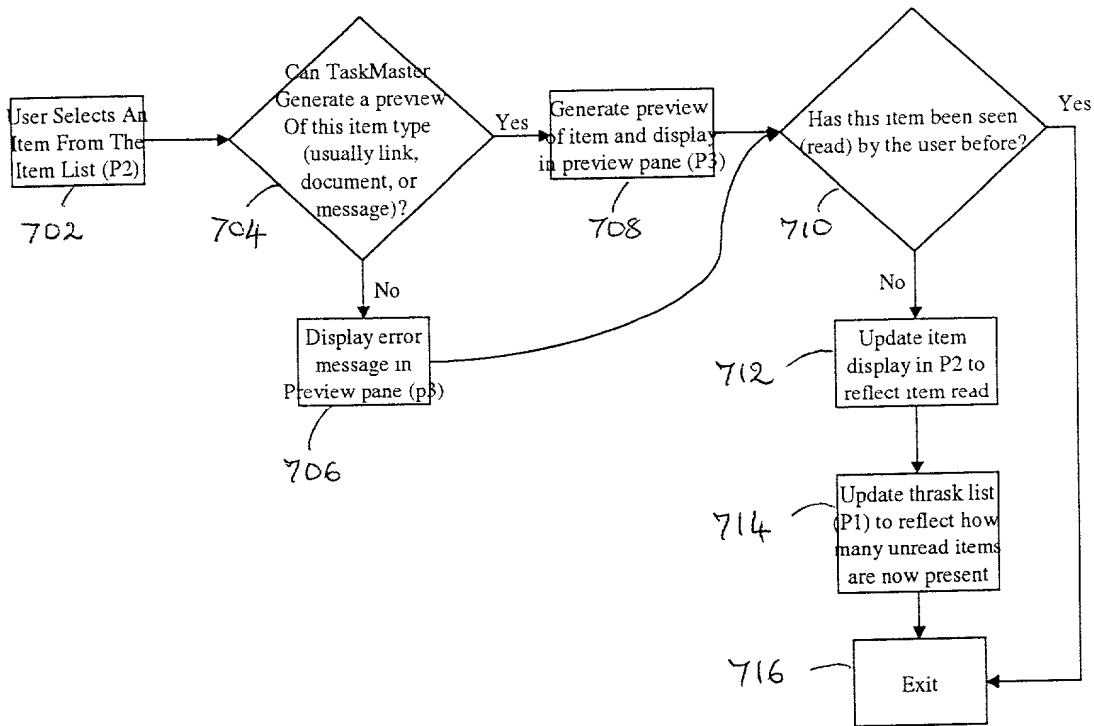 User Selects An
Item From The
Item List (P2)
702
Can TaskMaster
Generate a preview
Of this item type
(usually link,
document, or
message)?
704
Yes
No
Display error
message in
Preview pane (p3)
706
Generate preview
of item and display
in preview pane (P3)
708
Has this item been seen
(read) by the user before?
710
Yes
No
Update item
display in P2 to
reflect item read
712
Update thrask list
(P1) to reflect how
many unread items
are now present
714
Exit
716